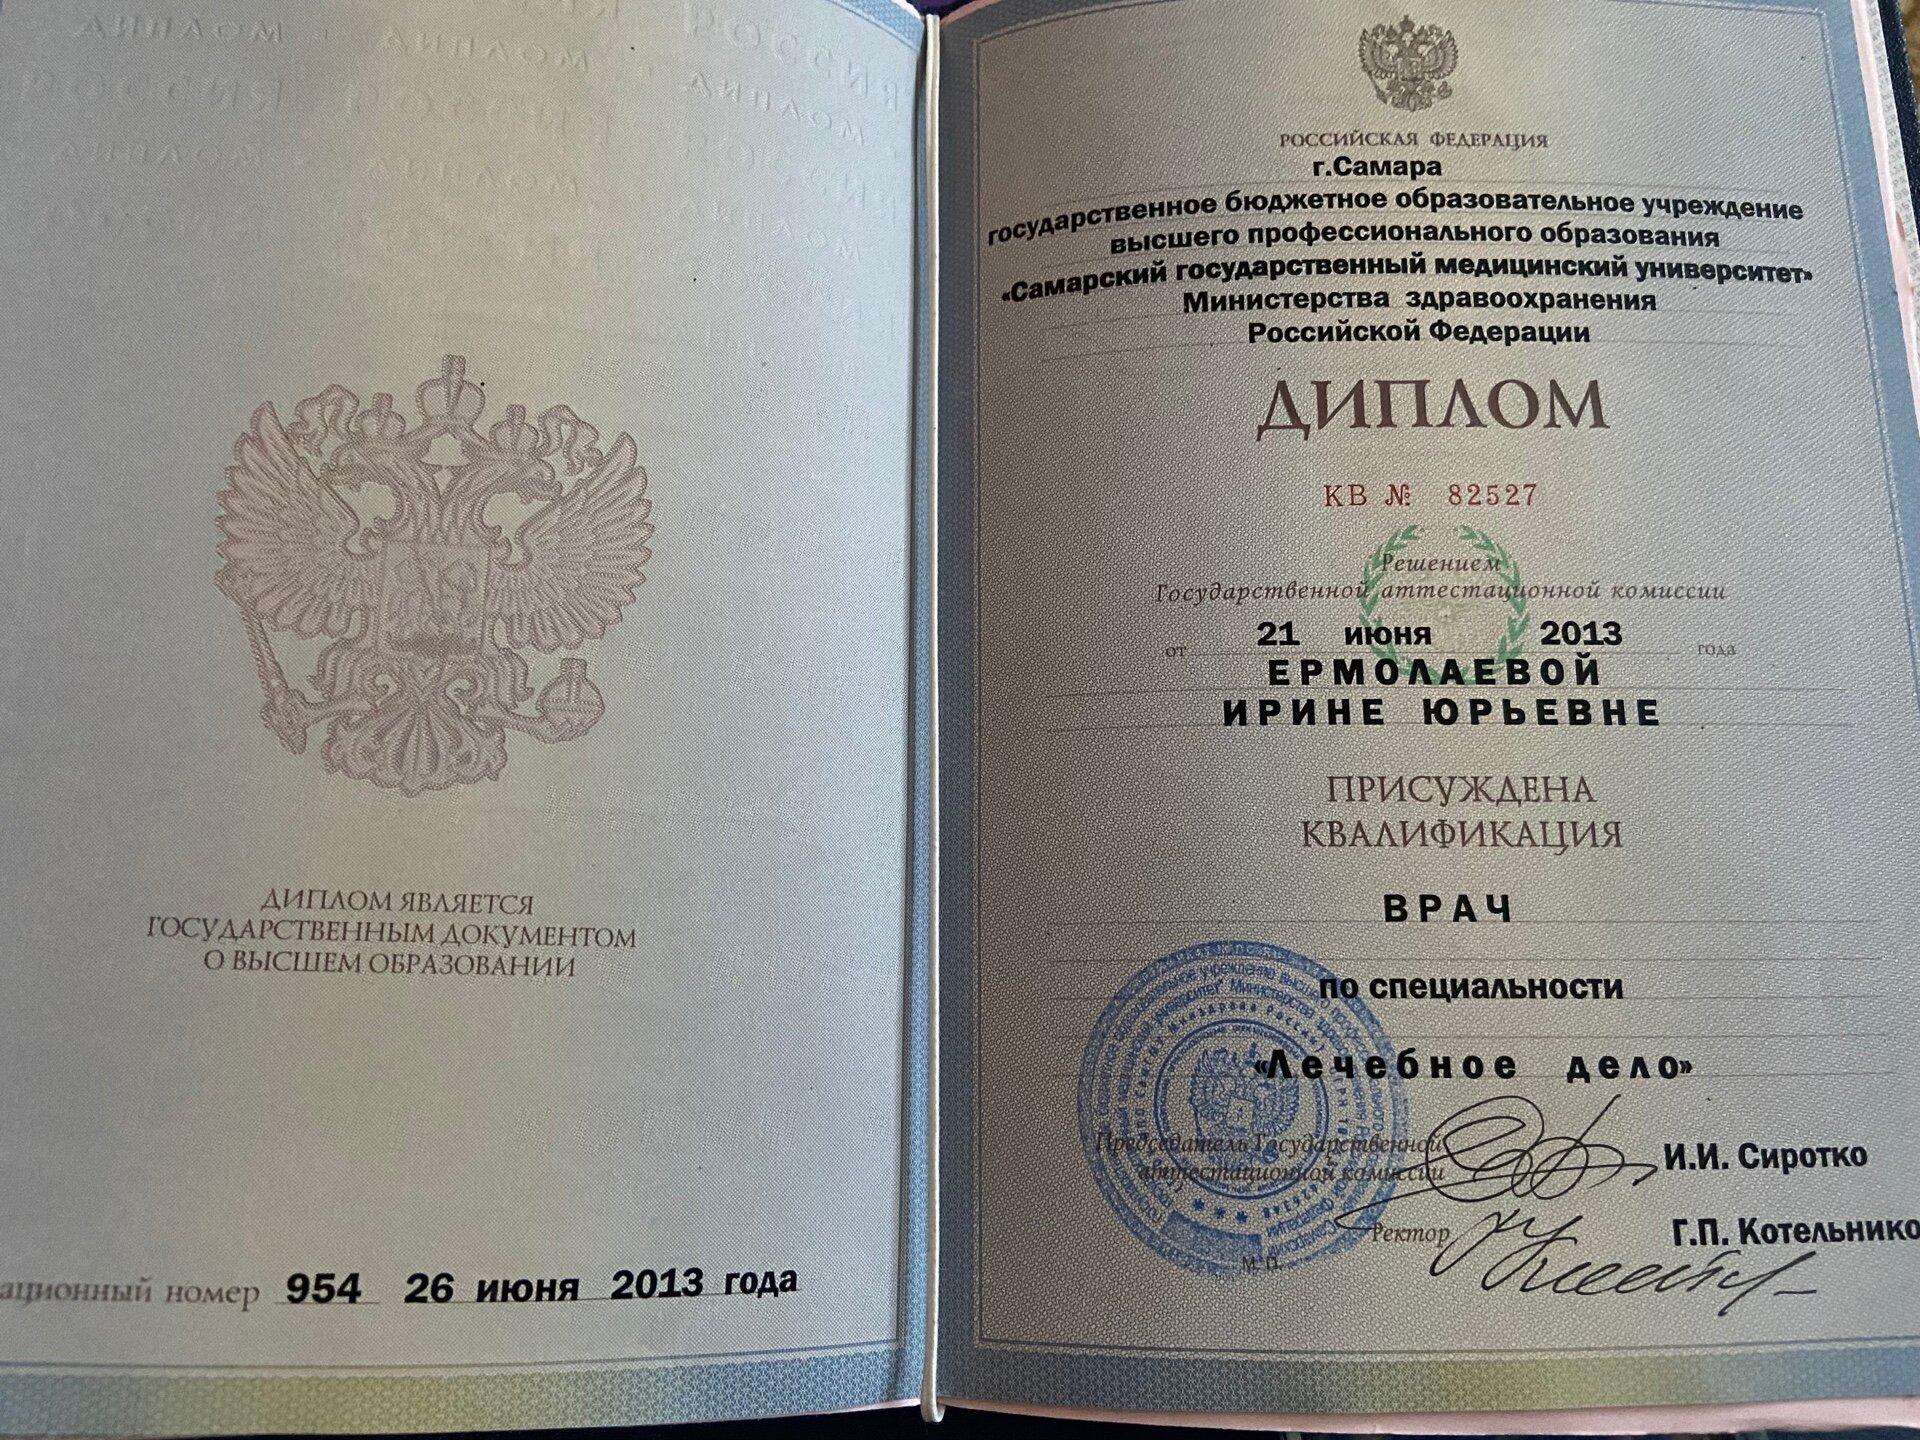 ДИПЛОМ ЯВЛЯЕТСЯ
ГОСУДАРСТВЕННЫМ ДОКУМЕНТОМ
О ВЫСШЕМ ОБРАЗОВАНИИ
ационный номер 954 26 июня 2013 года
РОССИЙСКАЯ ФЕДЕРАЦИЯ
г.Самара
государственное бюджетное образовательное учреждение
высшего профессионального образования
«Самарский государственный медицинский университет»
Министерства здравоохранения
Российской Федерации
ДИПЛОМ
КВ № 82527
Решением
Государственной аттестационной комиссии
от 21 июня 2013 года
ЕРМОЛАЕВОЙ
ИРИНЕ ЮРЬЕВНЕ
ПРИСУЖДЕНА
КВАЛИФИКАЦИЯ
ВРАЧ
по специальности
«Лечебное дело»
Председатель Государственной
аттестационной комиссии
И.И. Сиротко
Ректор
Г.П. Котельнико
М.П.